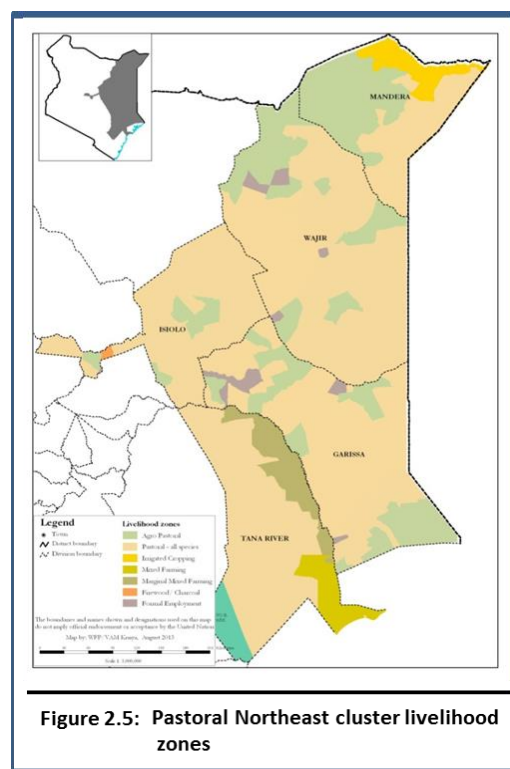 MANDERA
WAJIR
ISIOLO
GARISSA
TANA RIVER
Legend
Town
District boundary
Division boundary
Livelihood zones
Agro Pastoral
Pastoral - all species
Irrigated Cropping
Mixed Farming
Marginal Mixed Farming
Firewood / Charcoal
Formal Employment
The boundaries and names shown and designations used on this map
do not imply official endorsement or acceptance by the United Nation
Map by: WFP/VAM Kenya, August 2013
Figure 2.5: Pastoral Northeast cluster livelihood
zones